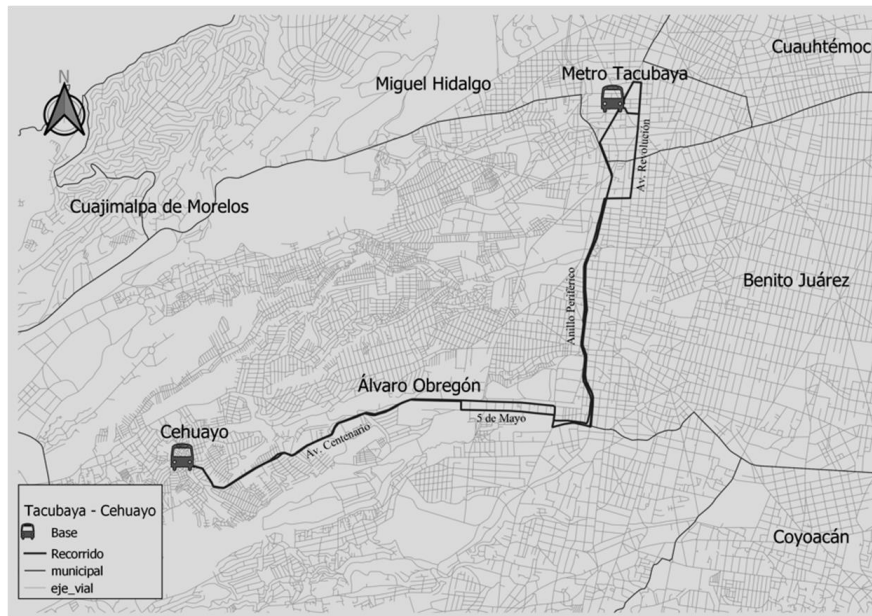 N
Cuauhtémoc
Metro Tacubaya
Miguel Hidalgo
Av. Revolución
Cuajimalpa de Morelos
Benito Juárez
Anillo Periférico
Álvaro Obregón
5 de Mayo
Av. Centenario
Cehuayo
Tacubaya - Cehuayo
Base
Recorrido
municipal
eje_vial
Coyoacán